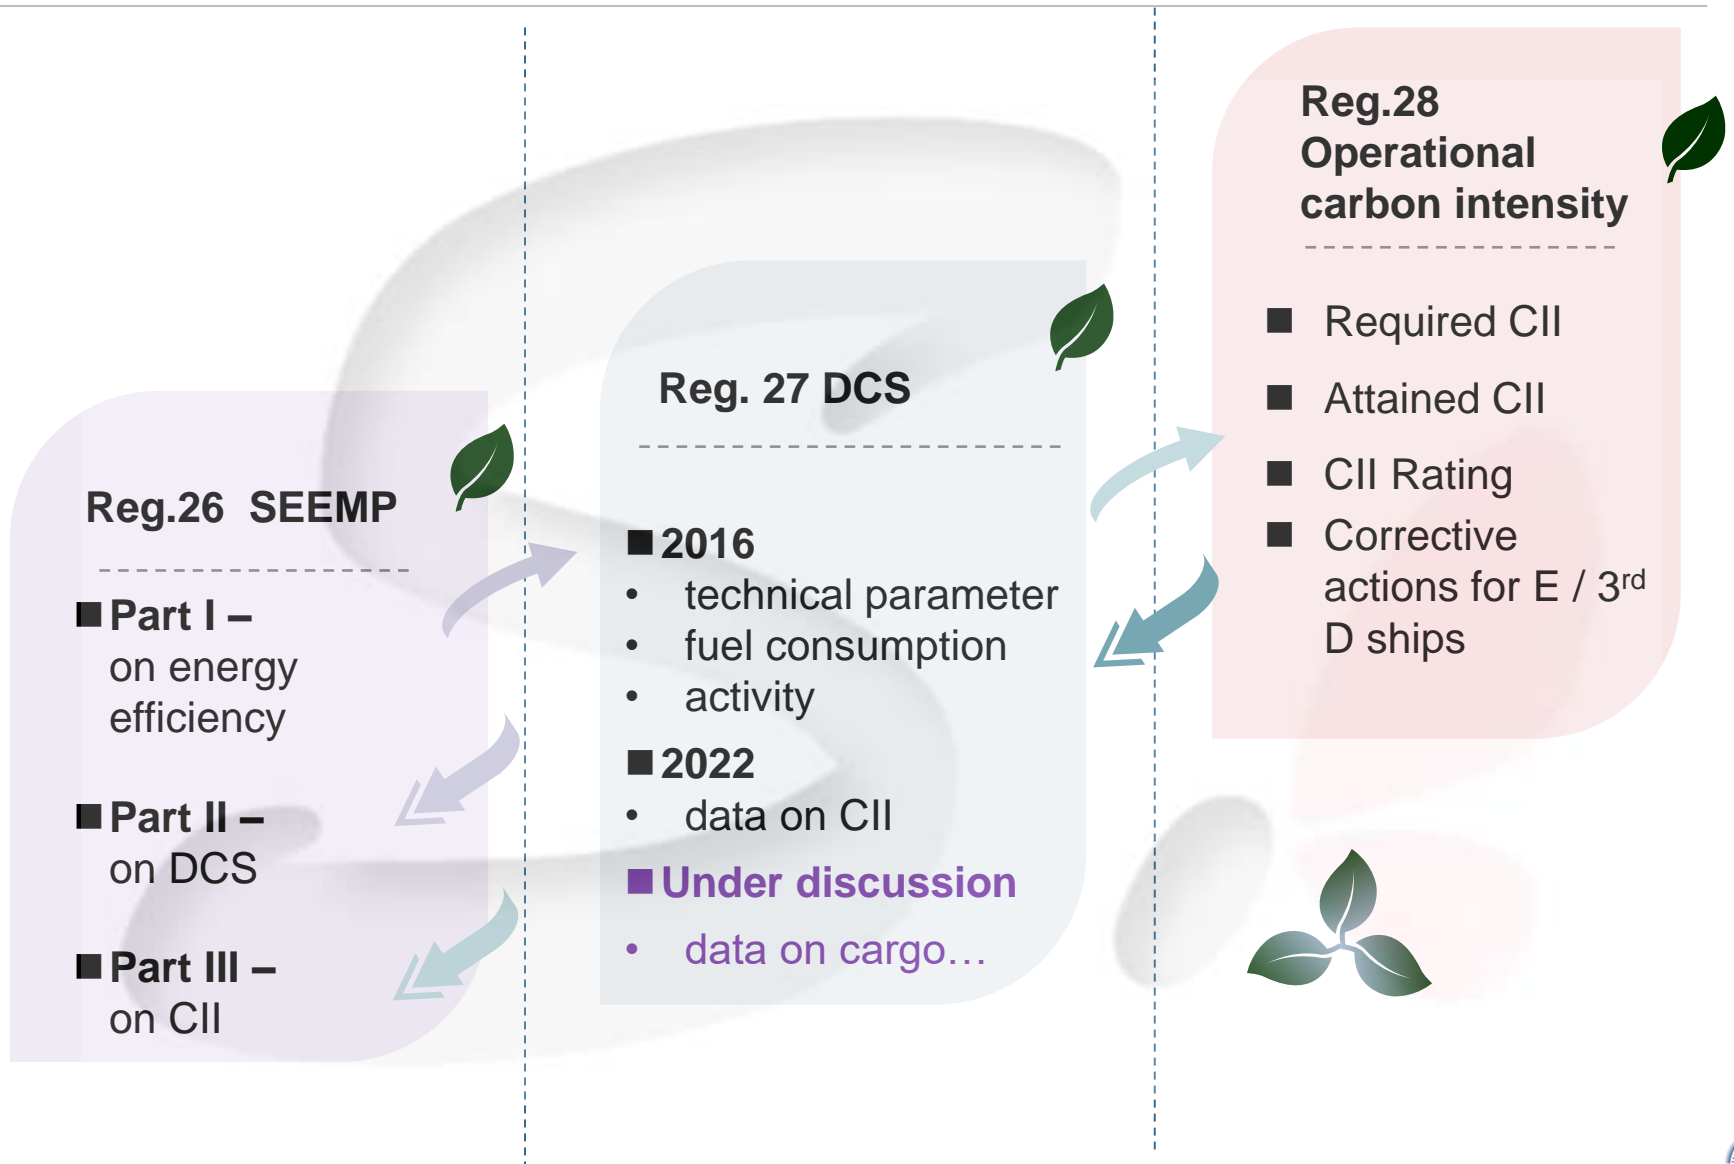 Reg.26 SEEMP
■ Part I –
on energy
efficiency
■ Part II –
on DCS
■ Part III –
on CII
Reg. 27 DCS
■ 2016
• technical parameter
• fuel consumption
• activity
■ 2022
• data on CII
■ Under discussion
• data on cargo…
Reg.28
Operational
carbon intensity
■ Required CII
■ Attained CII
■ CII Rating
■ Corrective
actions for E / 3rd
D ships